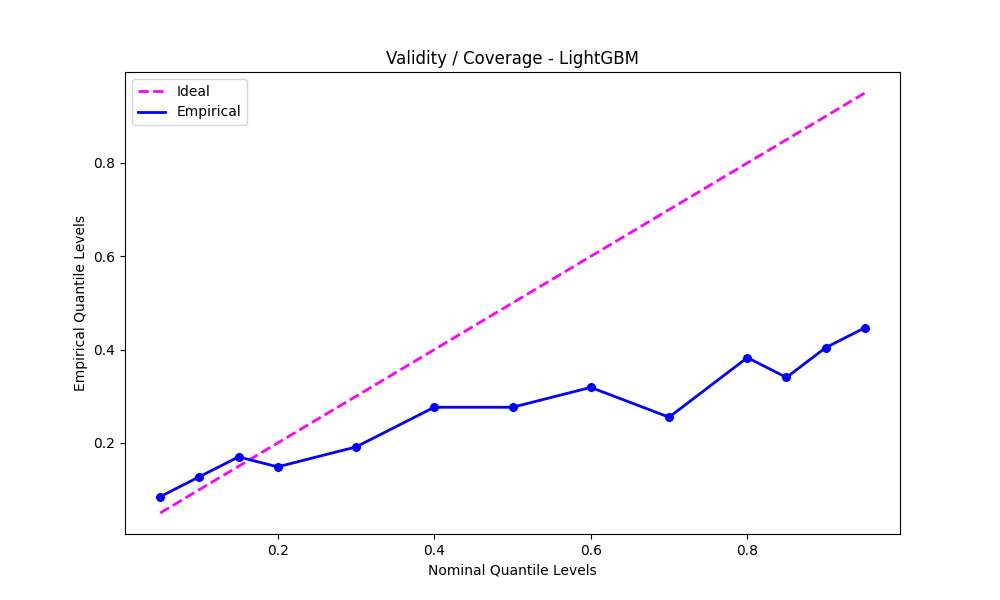 Validity / Coverage - LightGBM
Ideal
Empirical
Empirical Quantile Levels
0.8
0.6
0.4
0.2
0.2 0.4 0.6 0.8
Nominal Quantile Levels